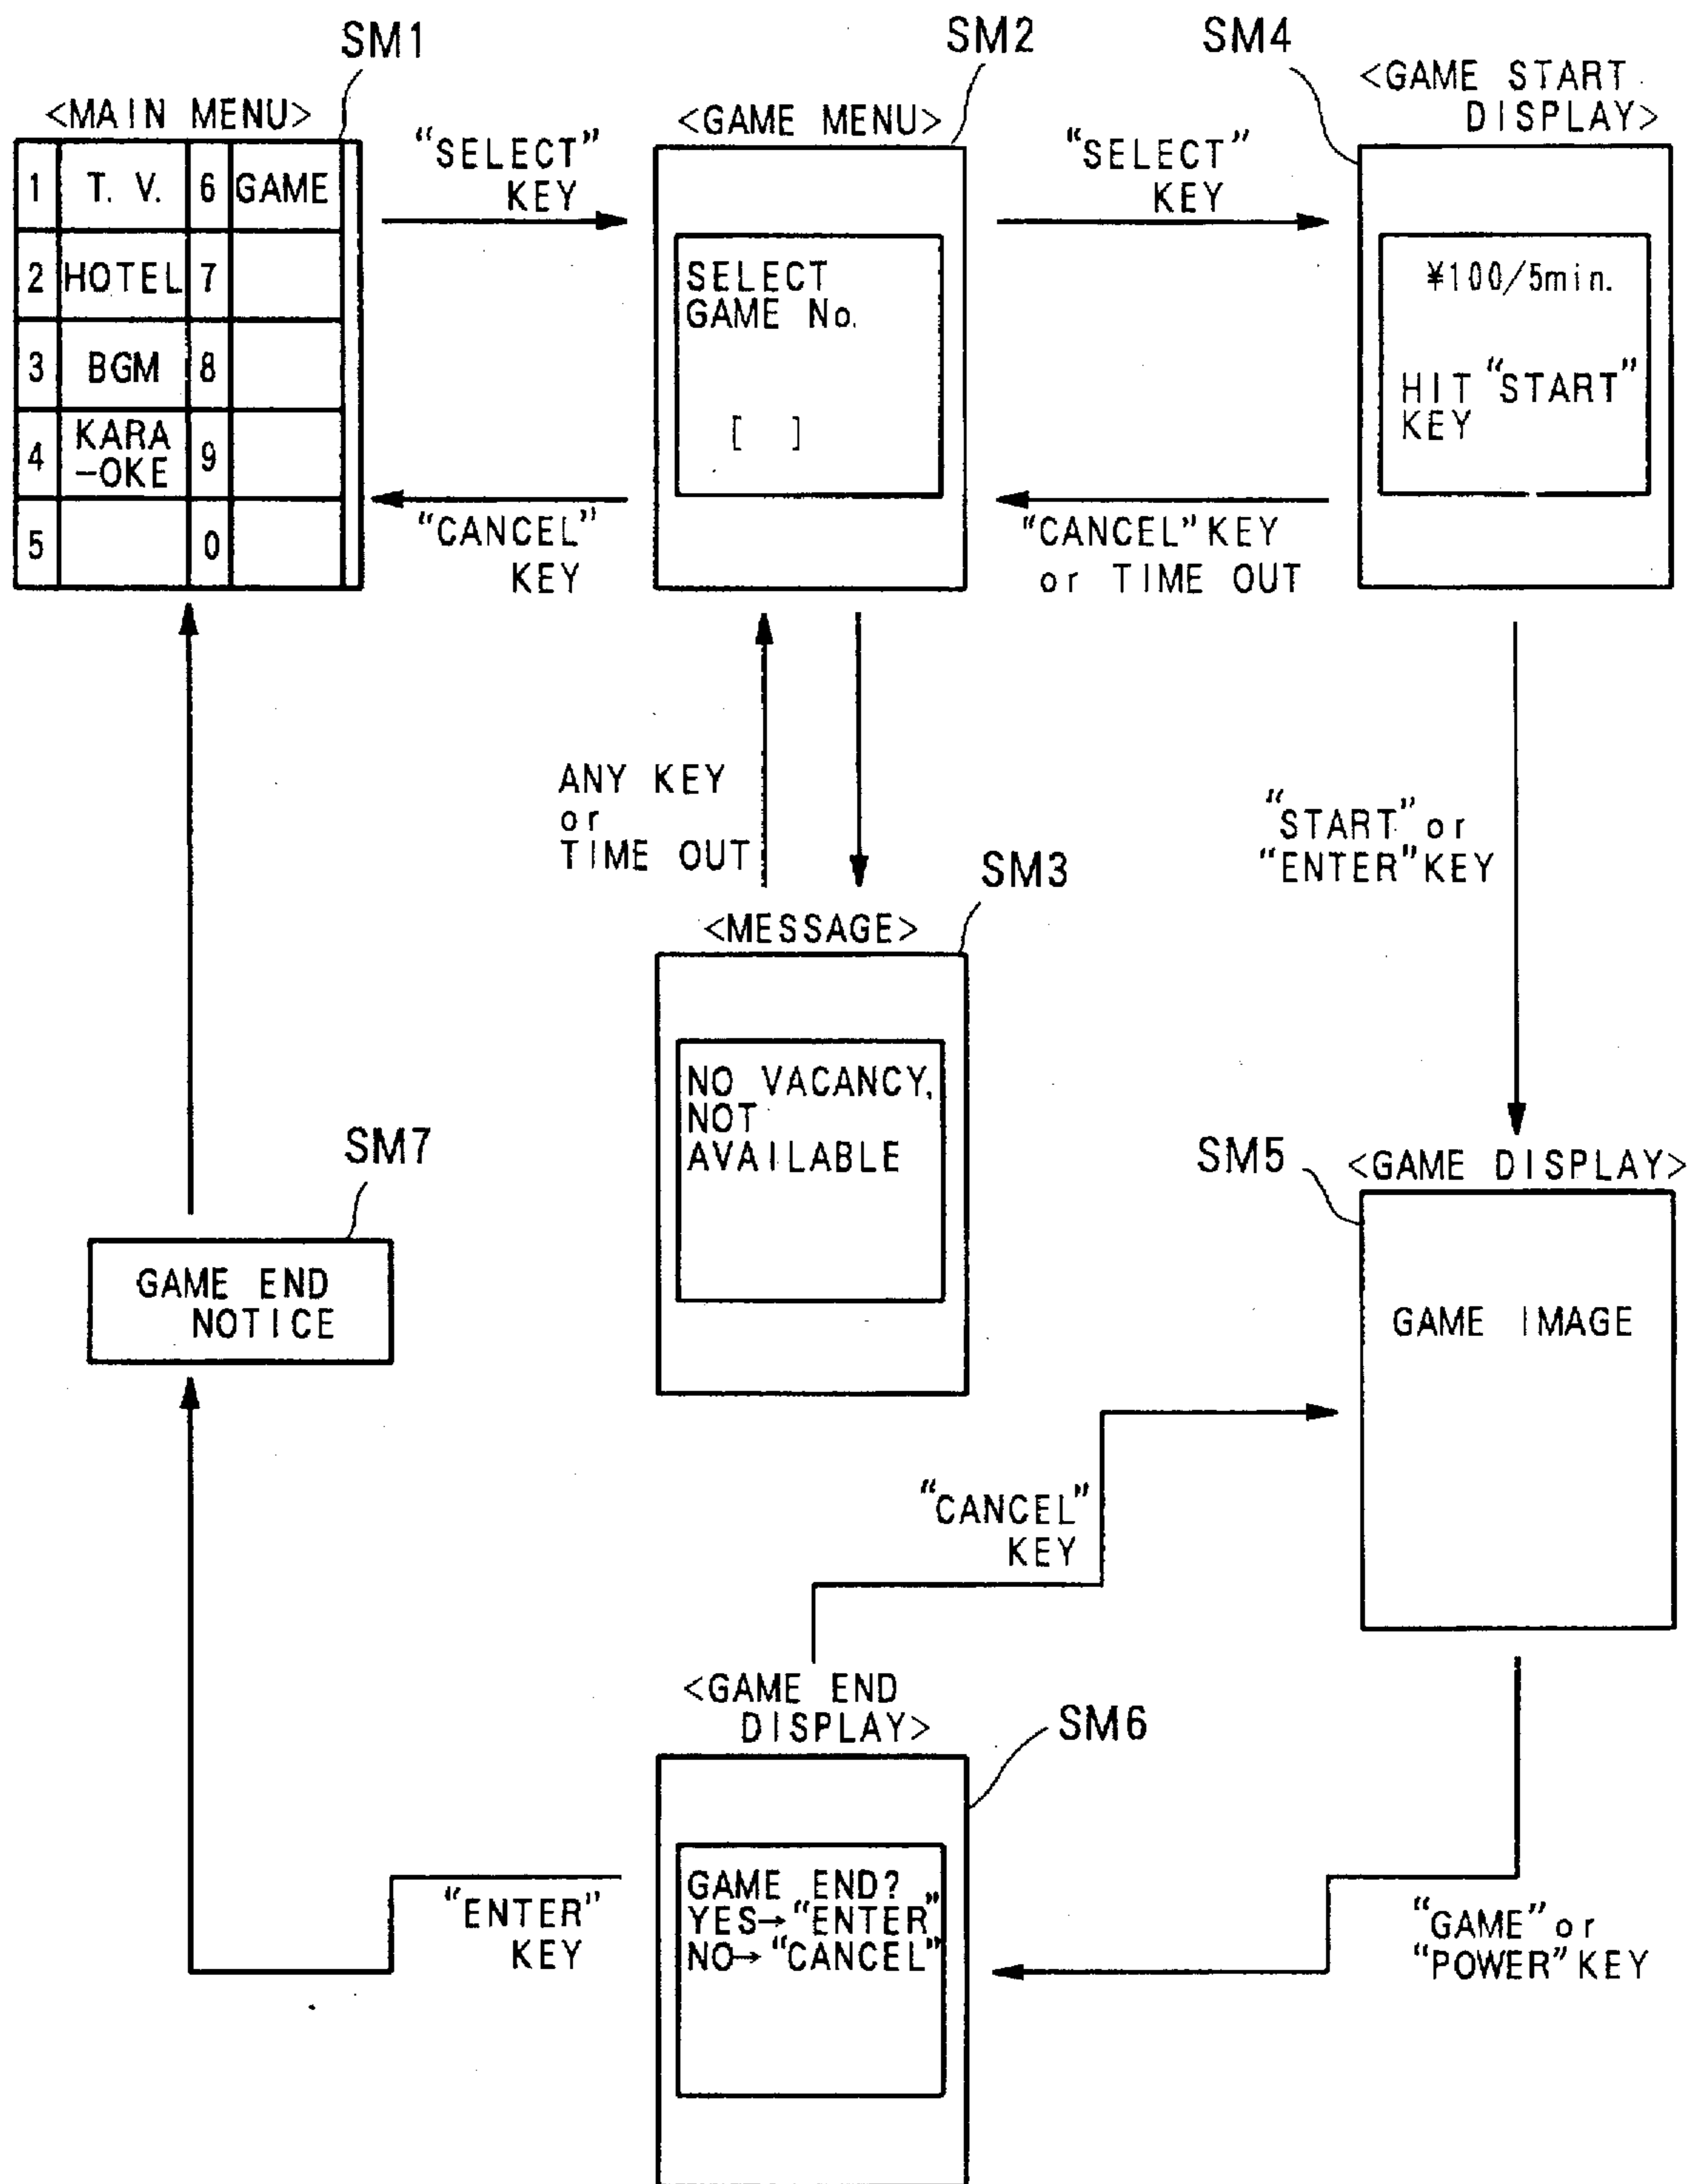 SM1
SM2
SM4
<MAIN MENU>
<GAME MENU>
<GAME START
DISPLAY>
1 T. V. 6 GAME
2 HOTEL 7
3 BGM 8
4 KARA
-OKE 9
5 0
"SELECT"
KEY
"CANCEL"
KEY
SELECT
GAME No.
[ ]
"SELECT"
KEY
"CANCEL" KEY
or TIME OUT
¥100/5min.
HIT "START"
KEY
ANY KEY
or
TIME OUT
"START" or
"ENTER" KEY
SM3
<MESSAGE>
NO VACANCY,
NOT
AVAILABLE
SM7
GAME END
NOTICE
SM5
<GAME DISPLAY>
GAME IMAGE
"CANCEL"
KEY
<GAME END
DISPLAY>
SM6
GAME END?
YES→"ENTER"
NO→"CANCEL"
"ENTER"
KEY
"GAME" or
"POWER" KEY